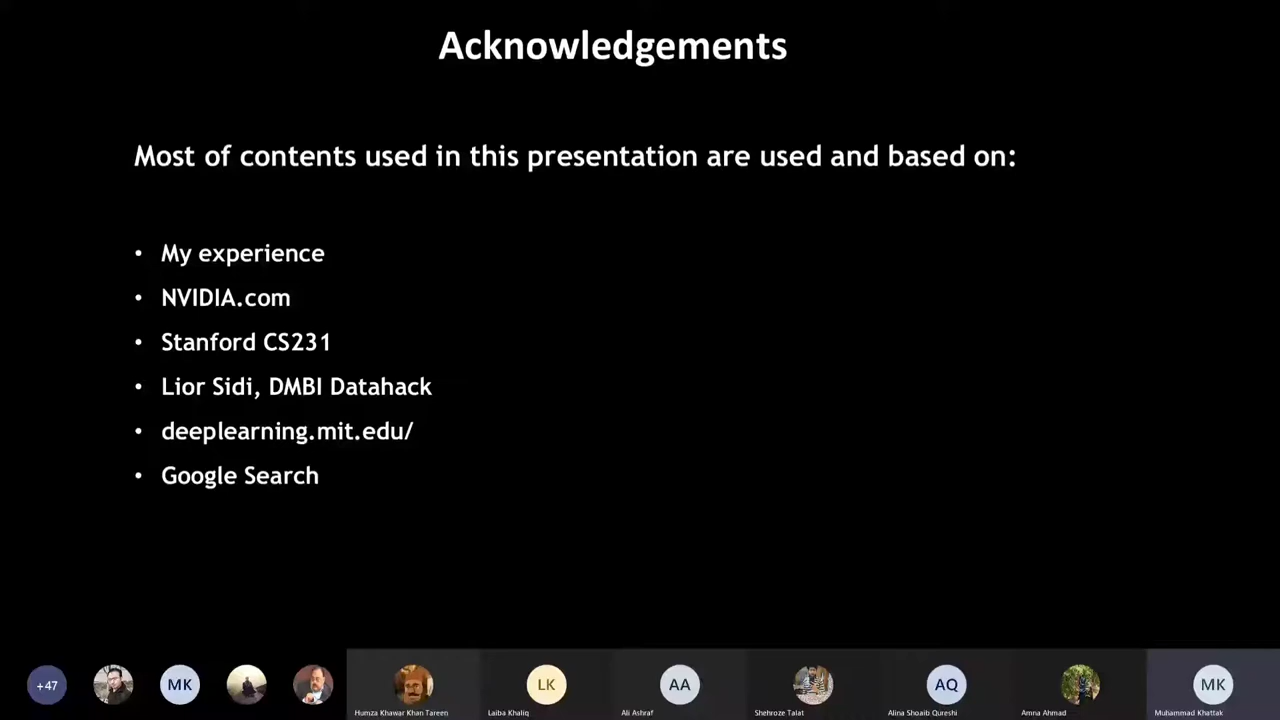 Acknowledgements
Most of contents used in this presentation are used and based on:
• My experience
• NVIDIA.com
• Stanford CS231
• Lior Sidi, DMBI Datahack
• deeplearning.mit.edu/
• Google Search
+47
MK
LK
AA
AQ
MK
Humza Khawar Khan Tareen
Laiba Khaliq
Ali Ashraf
Shehroze Talat
Alina Shoaib Qureshi
Amna Ahmad
Muhammad Khattak